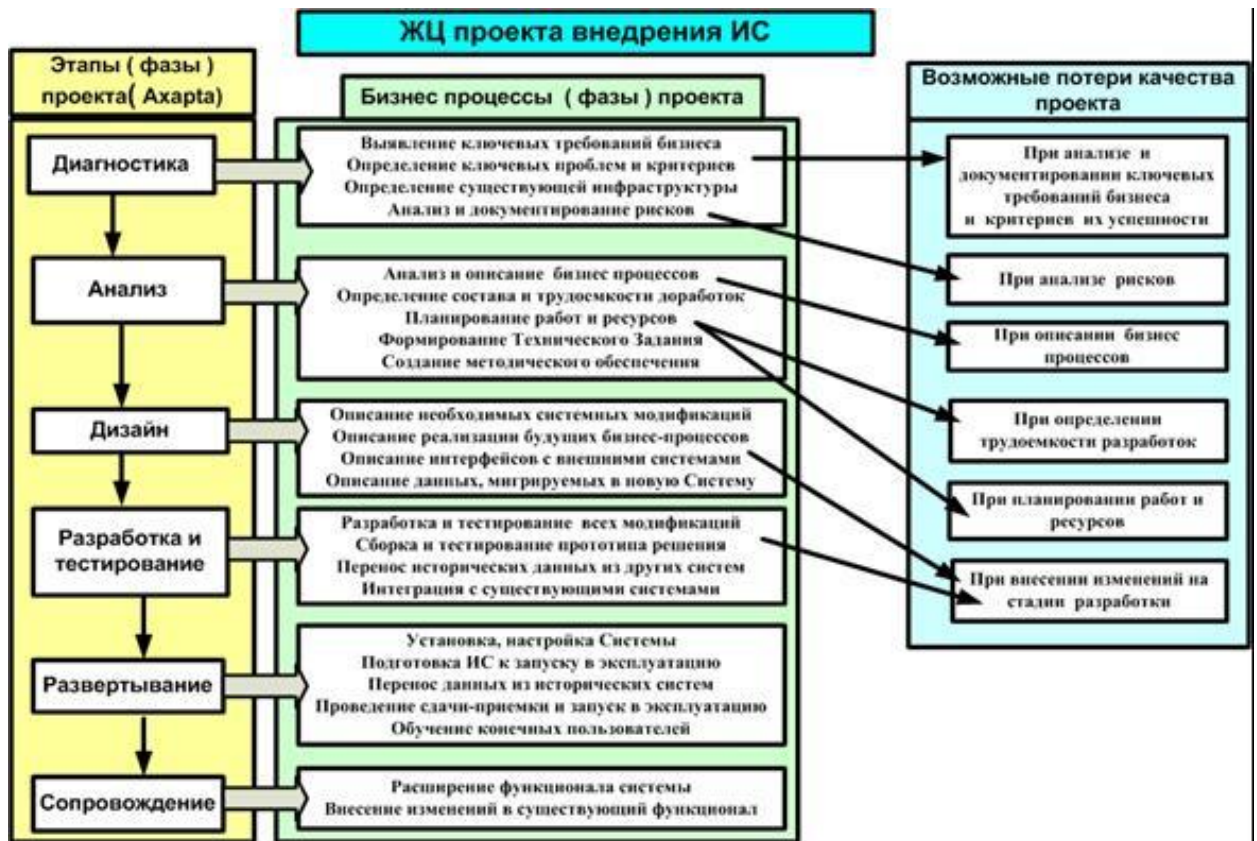 ЖЦ проекта внедрения ИС
Этапы ( фазы )
проекта( Axapta)
Диагностика
Анализ
Дизайн
Разработка и
тестирование
Развертывание
Сопровождение
Бизнес процессы ( фазы ) проекта
Выявление ключевых требований бизнеса
Определение ключевых проблем и критериев
Определение существующей инфраструктуры
Анализ и документирование рисков
Анализ и описание бизнес процессов
Определение состава и трудоемкости доработок
Планирование работ и ресурсов
Формирование Технического Задания
Создание методического обеспечения
Описание необходимых системных модификаций
Описание реализации будущих бизнес-процессов
Описание интерфейсов с внешними системами
Описание данных, мигрируемых в новую Систему
Разработка и тестирование всех модификаций
Сборка и тестирование прототипа решения
Перенос исторических данных из других систем
Интеграция с существующими системами
Установка, настройка Системы
Подготовка ИС к запуску в эксплуатацию
Перенос данных из исторических систем
Проведение сдачи-приемки и запуск в эксплуатацию
Обучение конечных пользователей
Расширение функционала системы
Внесение изменений в существующий функционал
Возможные потери качества
проекта
При анализе и
документировании ключевых
требований бизнеса
и критериев их успешности
При анализе рисков
При описании бизнес
процессов
При определении
трудоемкости разработок
При планировании работ и
ресурсов
При внесении изменений на
стадии разработки